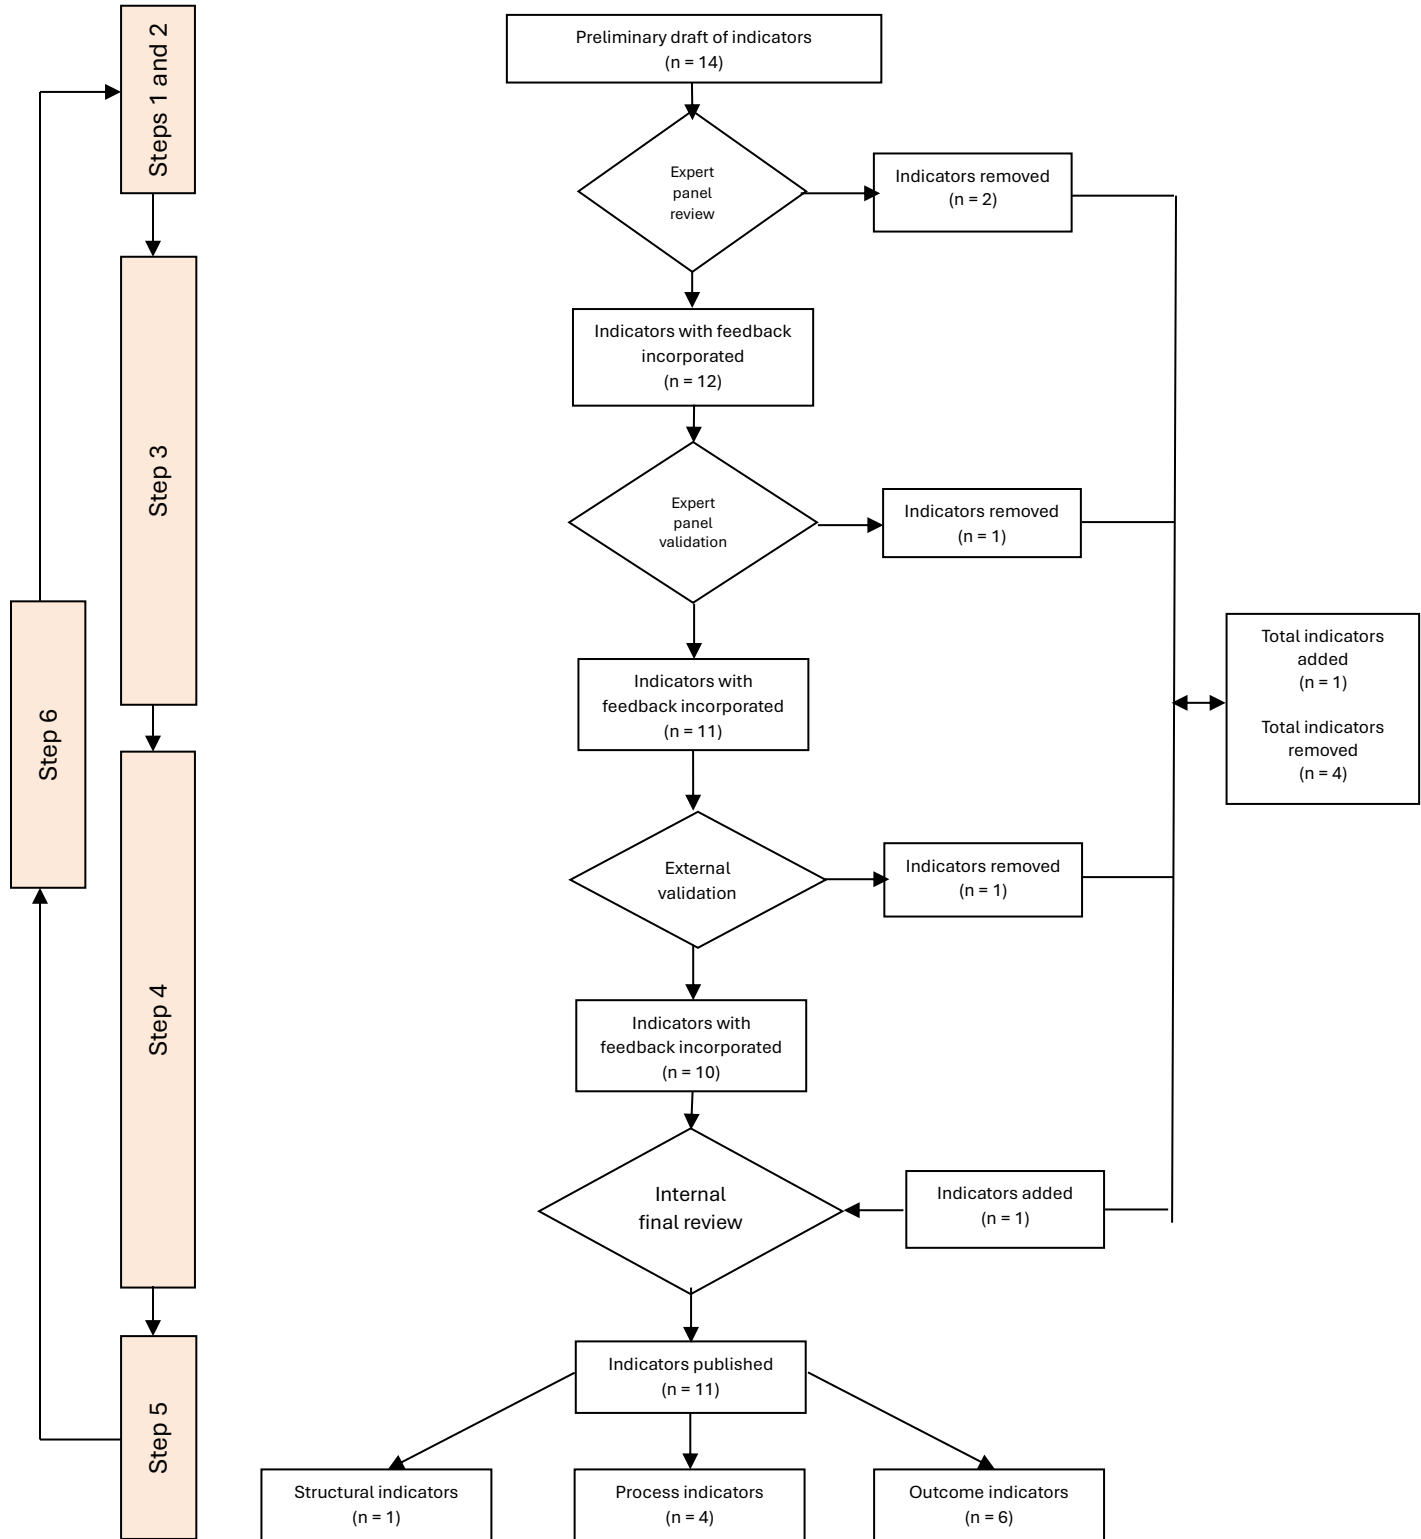 Steps 1 and 2
Preliminary draft of indicators
(n = 14)
Expert
panel
review
Indicators removed
(n = 2)
Step 3
Indicators with feedback
incorporated
(n = 12)
Expert
panel
validation
Indicators removed
(n = 1)
Step 6
Indicators with
feedback incorporated
(n = 11)
Total indicators
added
(n = 1)
Total indicators
removed
(n = 4)
Step 4
External
validation
Indicators removed
(n = 1)
Indicators with
feedback incorporated
(n = 10)
Internal
final review
Indicators added
(n = 1)
Step 5
Indicators published
(n = 11)
Structural indicators
(n = 1)
Process indicators
(n = 4)
Outcome indicators
(n = 6)